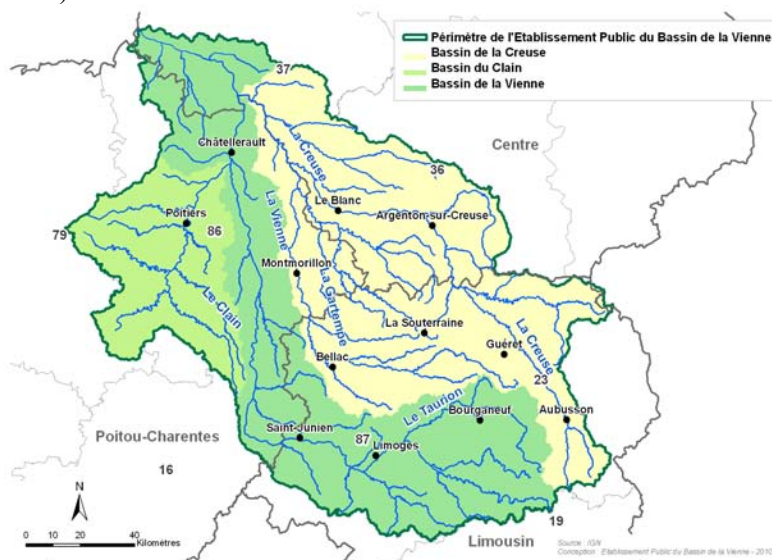 Périmètre de l'Etablissement Public du Bassin de la Vienne
Bassin de la Creuse
Bassin du Clain
Bassin de la Vienne
37
Châtellerault
La Creuse
Centre
36
Le Blanc
Argenton-sur-Creuse
Poitiers
79
86
La Vienne
Montmorillon
La Gartempe
Le Clain
La Souterraine
La Creuse
Guéret
Bellac
23
Le Taurion
Bourganeuf
Aubusson
Saint-Junien
Poitou-Charentes
87
Limoges
16
N
19
0 10 20 40
Kilomètres
Limousin
Source : IGN
Conception : Etablissement Public du Bassin de la Vienne -